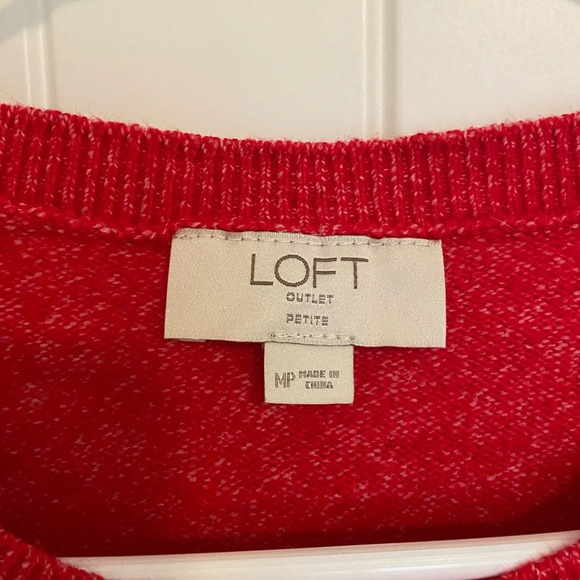 LOFT
OUTLET
PETITE
MP MADE IN
CHINA